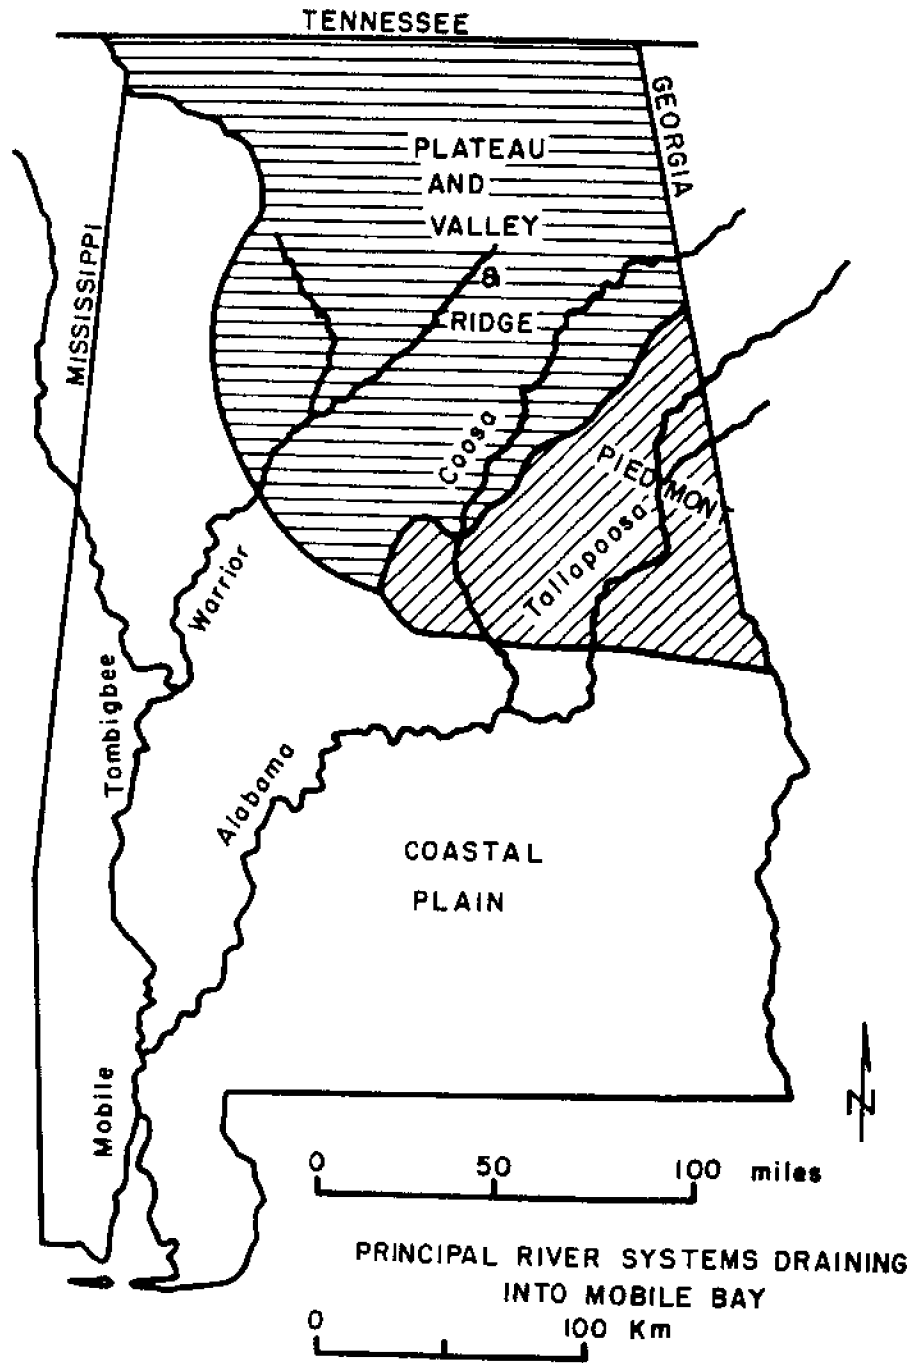 TENNESSEE
GEORGIA
PLATEAU
AND
VALLEY
&
RIDGE
MISSISSIPPI
Coosa
PIEDMONT
Tallapoosa
Warrior
Tombigbee
Alabama
COASTAL
PLAIN
Mobile
N
0 50 100 miles
PRINCIPAL RIVER SYSTEMS DRAINING
INTO MOBILE BAY
0 100 Km